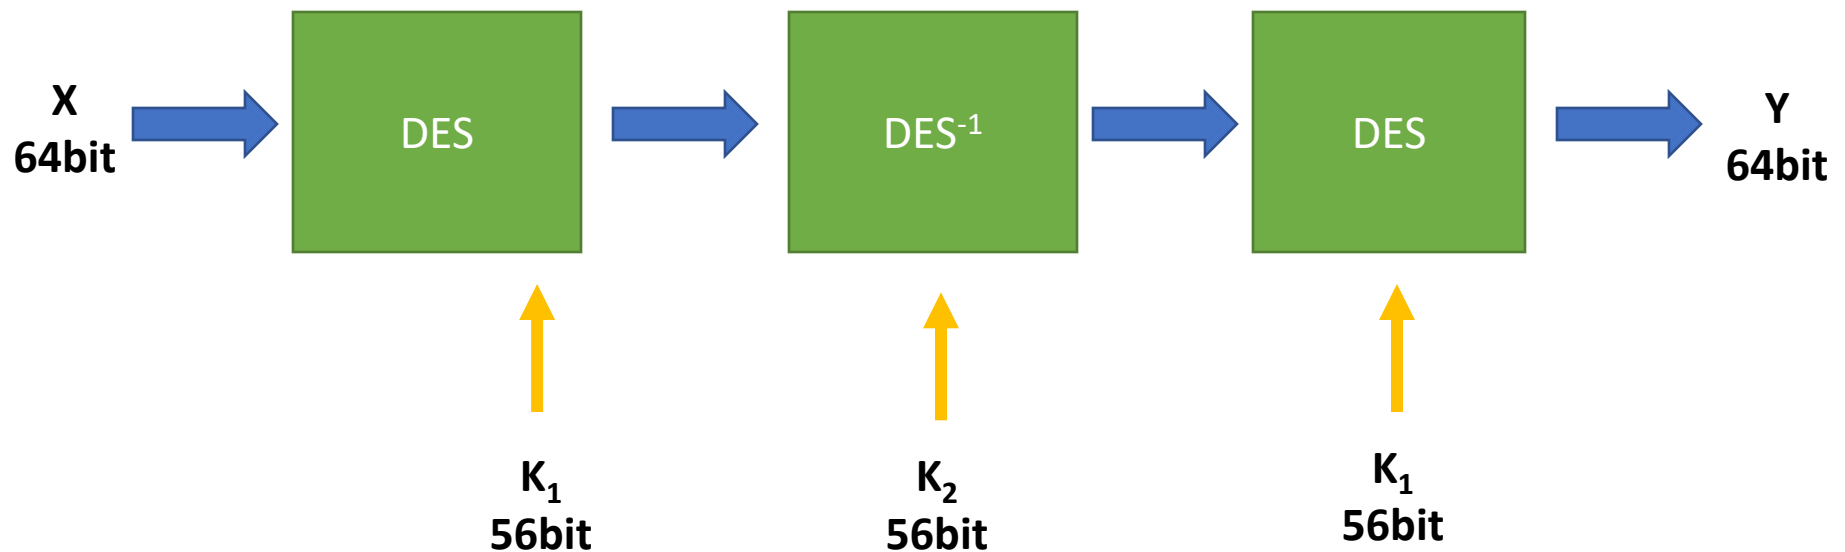 X
64bit
DES
DES⁻¹
DES
Y
64bit
K₁
56bit
K₂
56bit
K₁
56bit